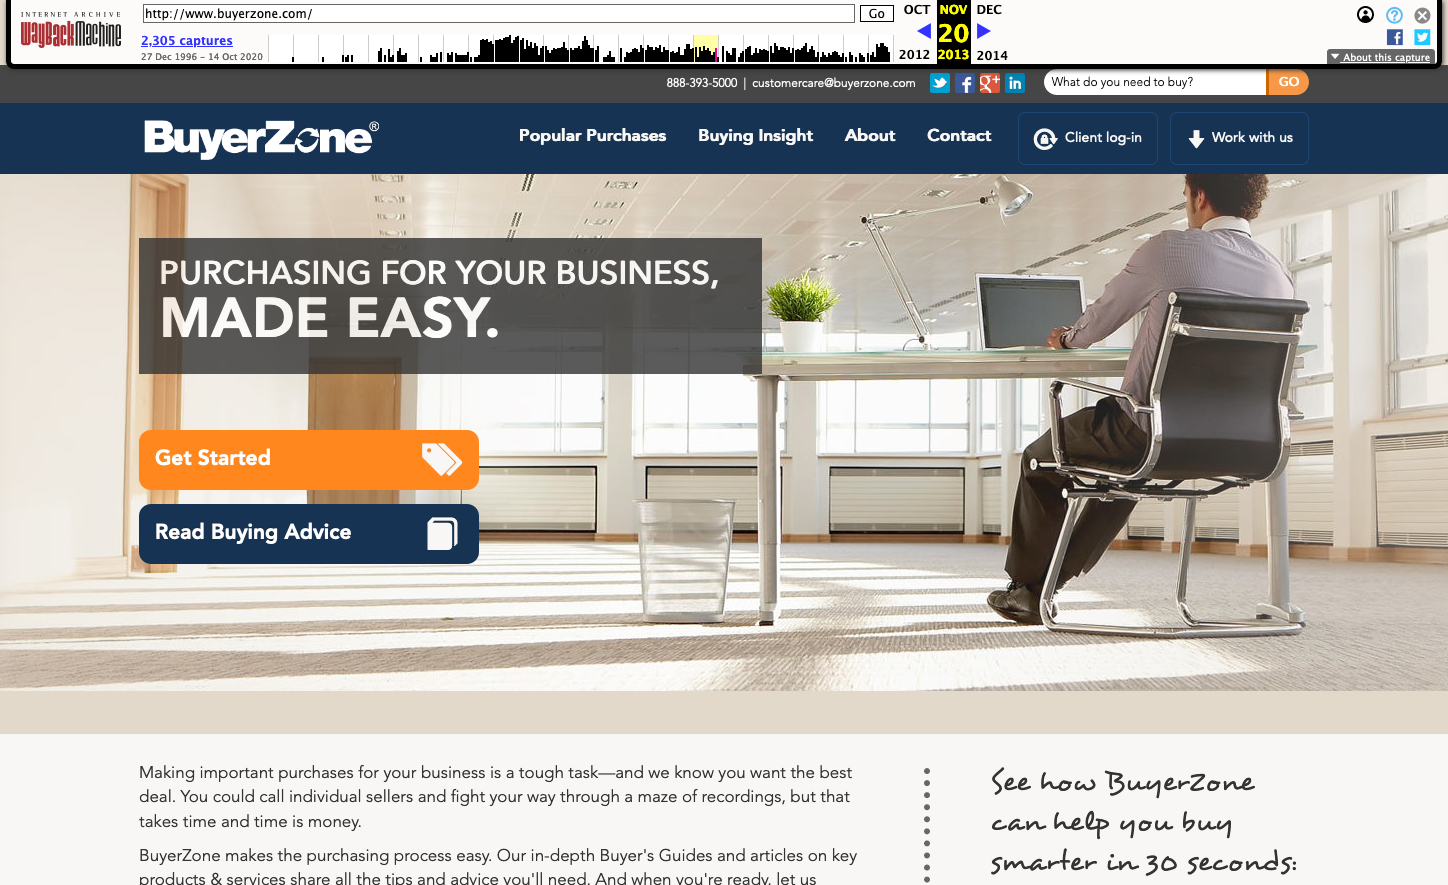 INTERNET ARCHIVE
WayBackMachine
http://www.buyerzone.com/
Go
OCT NOV DEC
20
2012 2013 2014
2,305 captures
27 Dec 1996 – 14 Oct 2020
About this capture
888-393-5000 | customercare@buyerzone.com
What do you need to buy?
GO
BuyerZone®
Popular Purchases
Buying Insight
About
Contact
Client log-in
Work with us
PURCHASING FOR YOUR BUSINESS,
MADE EASY.
Get Started
Read Buying Advice
Making important purchases for your business is a tough task—and we know you want the best
deal. You could call individual sellers and fight your way through a maze of recordings, but that
takes time and time is money.
BuyerZone makes the purchasing process easy. Our in-depth Buyer's Guides and articles on key
products & services share all the tips and advice you'll need. And when you're ready, let us
See how BuyerZone
can help you buy
smarter in 30 seconds: